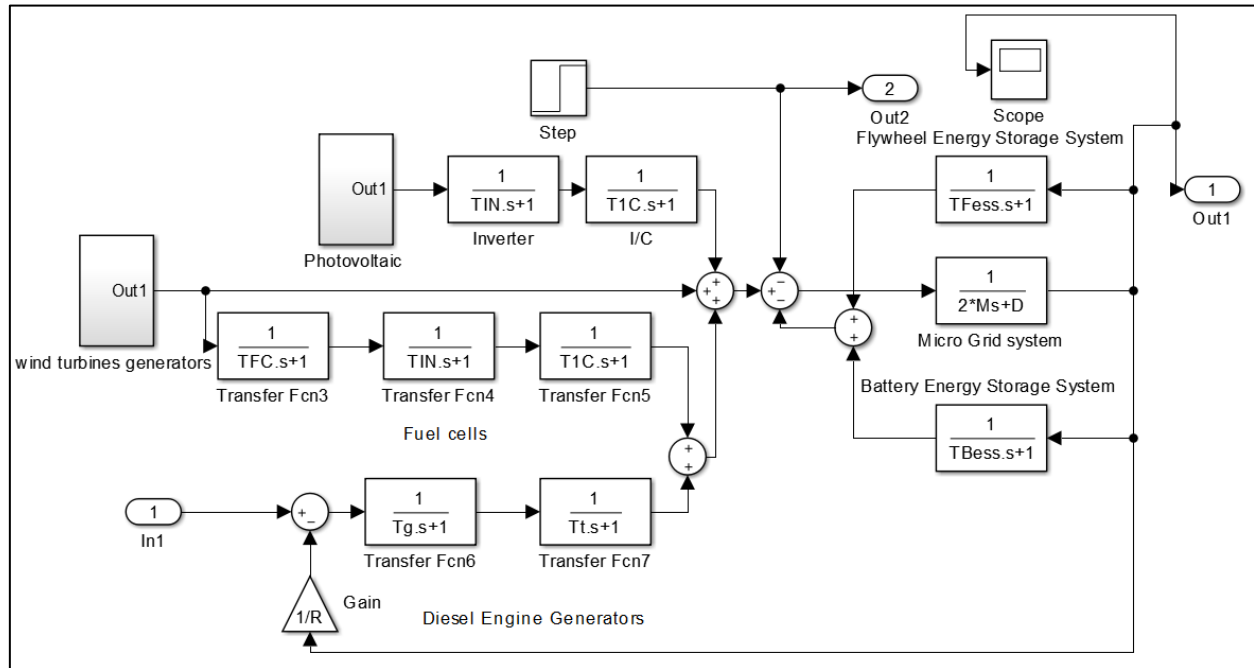 Step
2
Out2
Scope
Flywheel Energy Storage System
Out1
Photovoltaic
1
TIN.s+1
Inverter
1
T1C.s+1
I/C
+
+
+
−
+
−
1
TFess.s+1
1
Out1
Out1
wind turbines generators
1
2*Ms+D
Micro Grid system
+
+
1
TFC.s+1
Transfer Fcn3
1
TIN.s+1
Transfer Fcn4
1
T1C.s+1
Transfer Fcn5
Fuel cells
Battery Energy Storage System
1
TBess.s+1
+
+
1
In1
+
−
1
Tg.s+1
Transfer Fcn6
1
Tt.s+1
Transfer Fcn7
1/R
Gain
Diesel Engine Generators